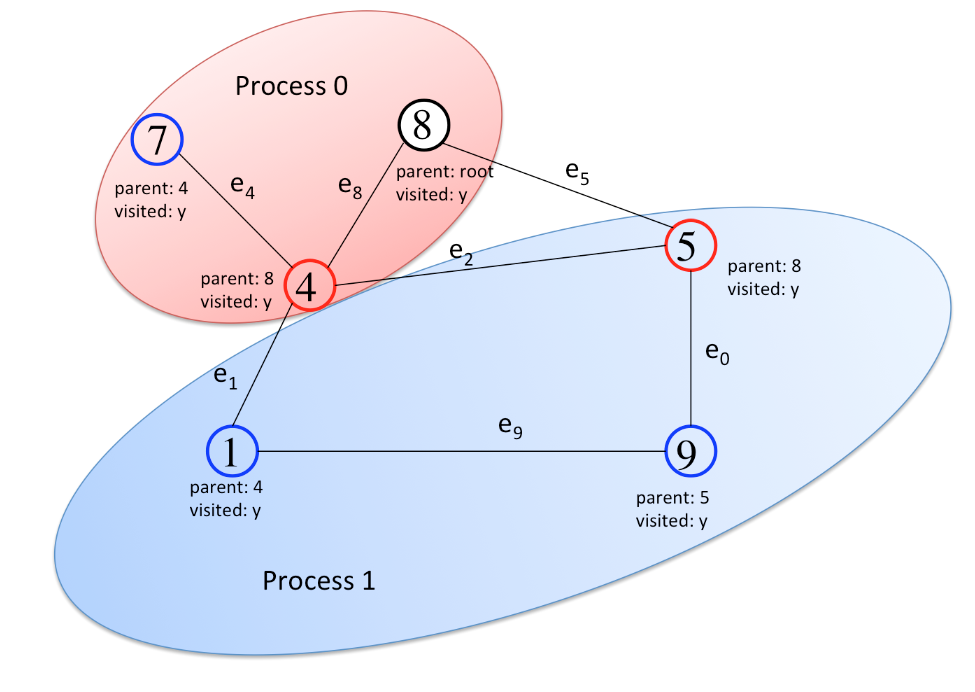 Process 0
8
7
parent: root
visited: y
e5
parent: 4
visited: y
e4
e8
5
e2
parent: 8
visited: y
parent: 8
visited: y
4
e0
e1
e9
1
9
parent: 4
visited: y
parent: 5
visited: y
Process 1